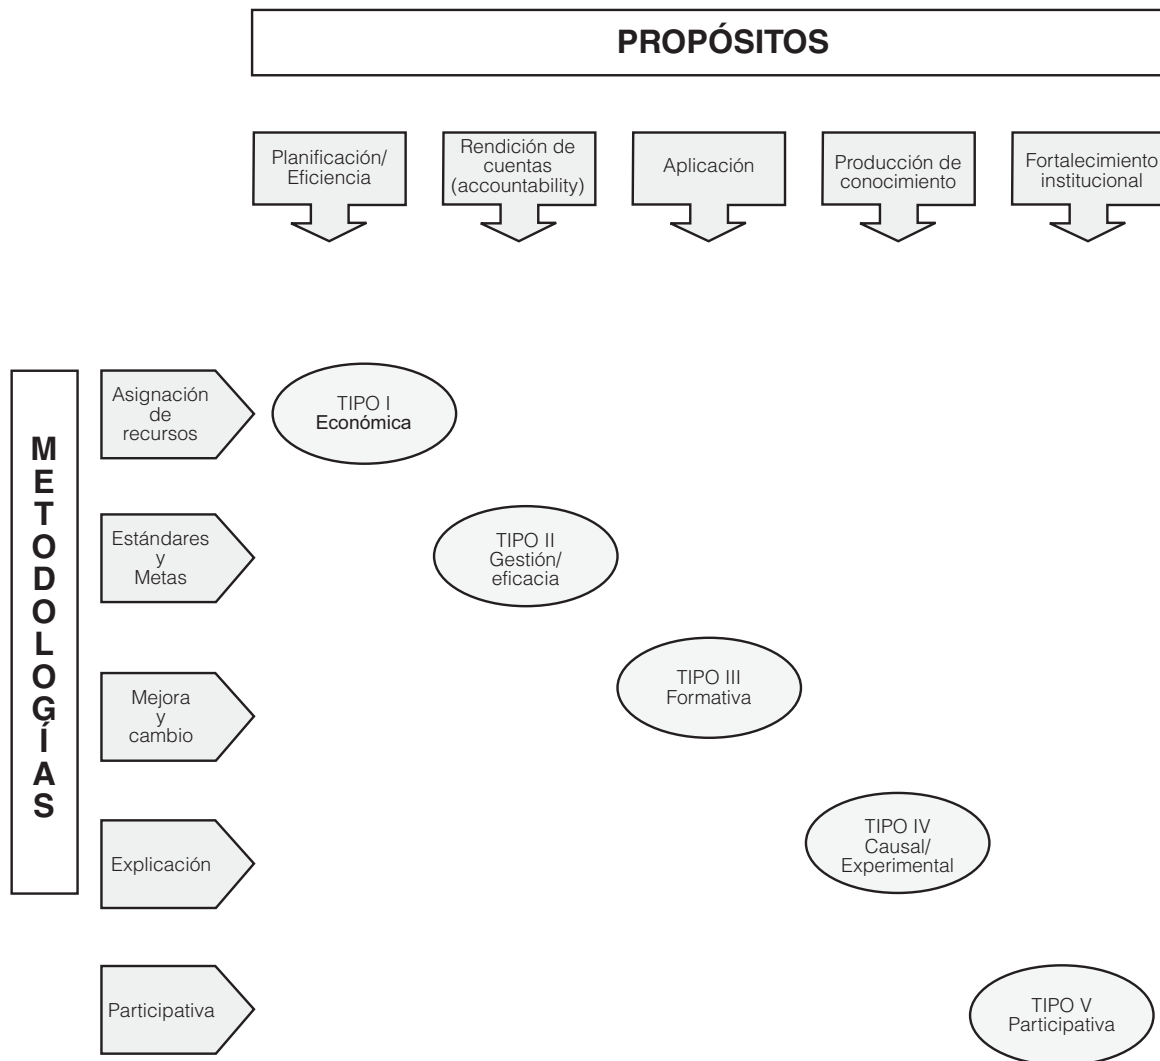 PROPÓSITOS
Planificación/
Eficiencia
Rendición de
cuentas
(accountability)
Aplicación
Producción de
conocimiento
Fortalecimiento
institucional
METODOLOGÍAS
Asignación
de
recursos
TIPO I
Económica
Estándares
y
Metas
TIPO II
Gestión/
eficacia
Mejora
y
cambio
TIPO III
Formativa
Explicación
TIPO IV
Causal/
Experimental
Participativa
TIPO V
Participativa